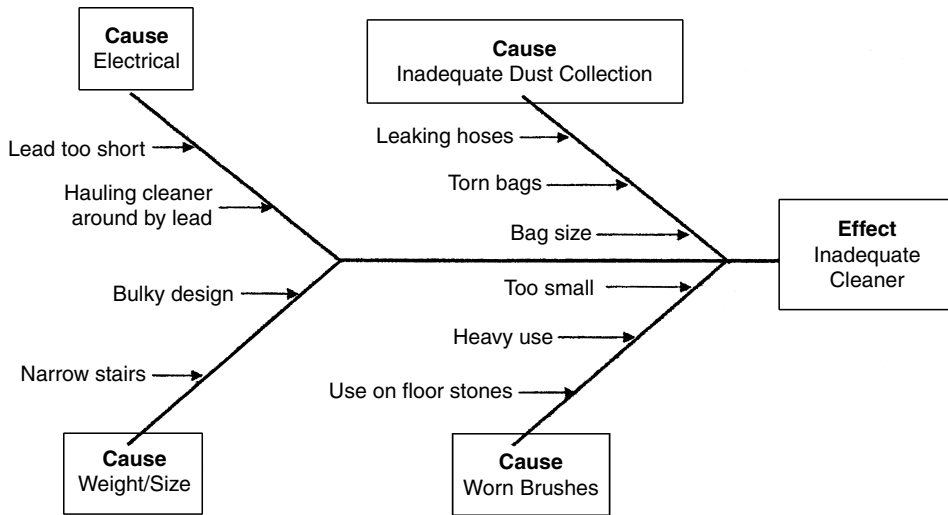 Cause
Electrical
Cause
Inadequate Dust Collection
Lead too short
Hauling cleaner
around by lead
Leaking hoses
Torn bags
Bag size
Effect
Inadequate
Cleaner
Bulky design
Narrow stairs
Too small
Heavy use
Use on floor stones
Cause
Weight/Size
Cause
Worn Brushes